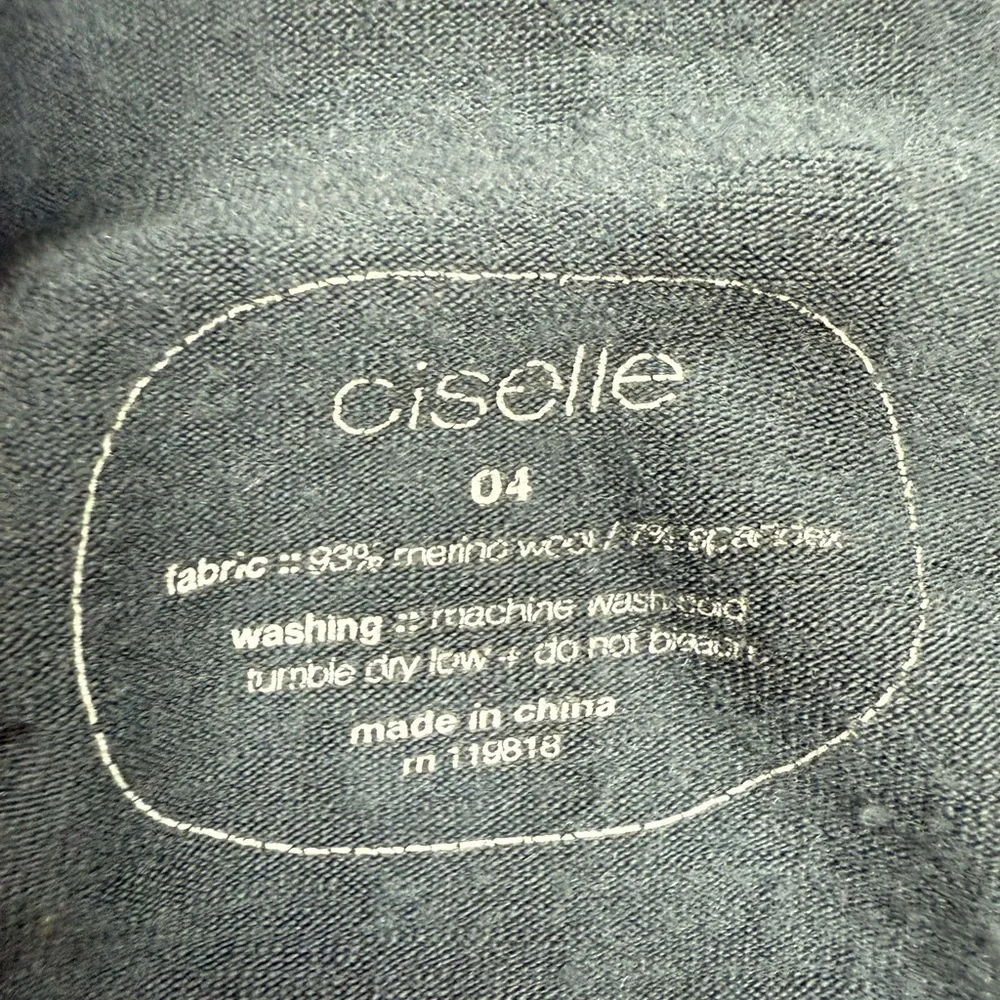 ciselle
04
fabric :: 93% merino wool / 7% spandex
washing :: machine wash cold
tumble dry low + do not bleach
made in china
rn 119818